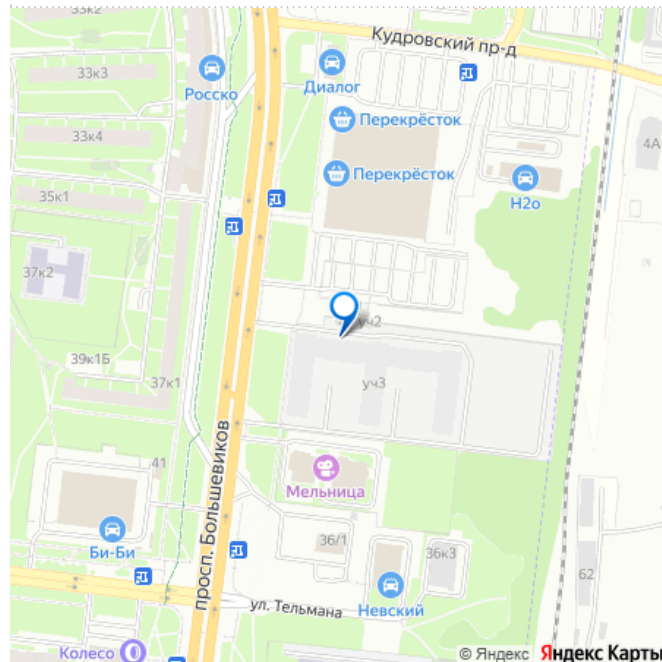 33к2
Кудровский пр-д
33к3
Росско
Диалог
Перекрёсток
33к4
4А
Перекрёсток
35к1
Н2о
37к2
уч2
39к1Б
37к1
уч3
просп. Большевиков
41
Мельница
Би-Би
36/1
36к3
62
ул. Тельмана
Невский
Колесо
© Яндекс Яндекс Карты